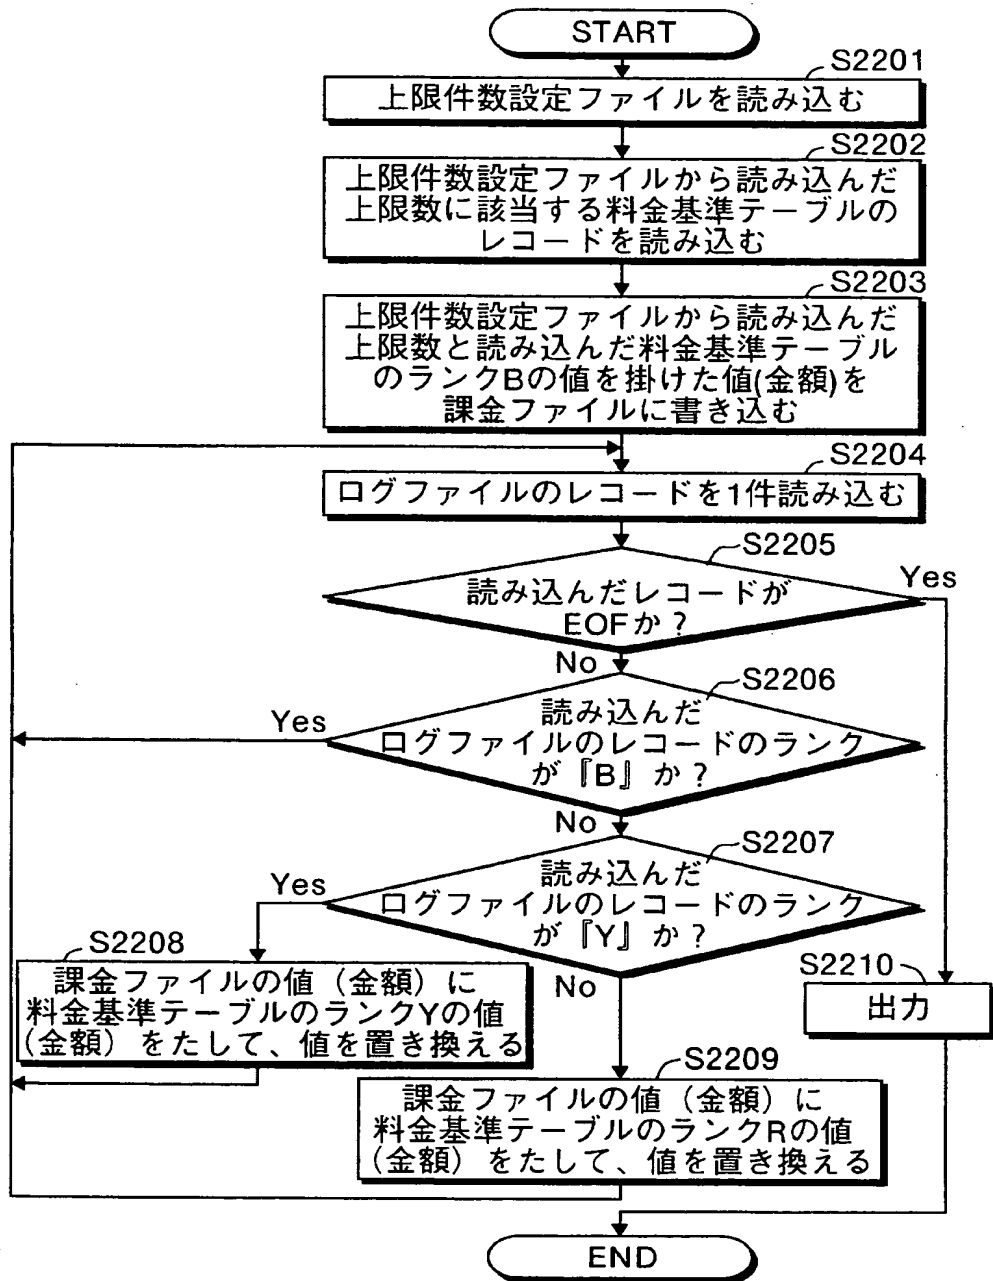 START
S2201
上限件数設定ファイルを読み込む
S2202
上限件数設定ファイルから読み込んだ
上限数に該当する料金基準テーブルの
レコードを読み込む
S2203
上限件数設定ファイルから読み込んだ
上限数と読み込んだ料金基準テーブル
のランクBの値を掛けた値(金額)を
課金ファイルに書き込む
S2204
ログファイルのレコードを1件読み込む
S2205
読み込んだレコードが
EOFか？
Yes
No
S2206
読み込んだ
ログファイルのレコードのランク
が『B』か？
Yes
No
S2207
読み込んだ
ログファイルのレコードのランク
が『Y』か？
Yes
No
S2208
課金ファイルの値（金額）に
料金基準テーブルのランクYの値
（金額）をたして、値を置き換える
S2210
出力
S2209
課金ファイルの値（金額）に
料金基準テーブルのランクRの値
（金額）をたして、値を置き換える
END